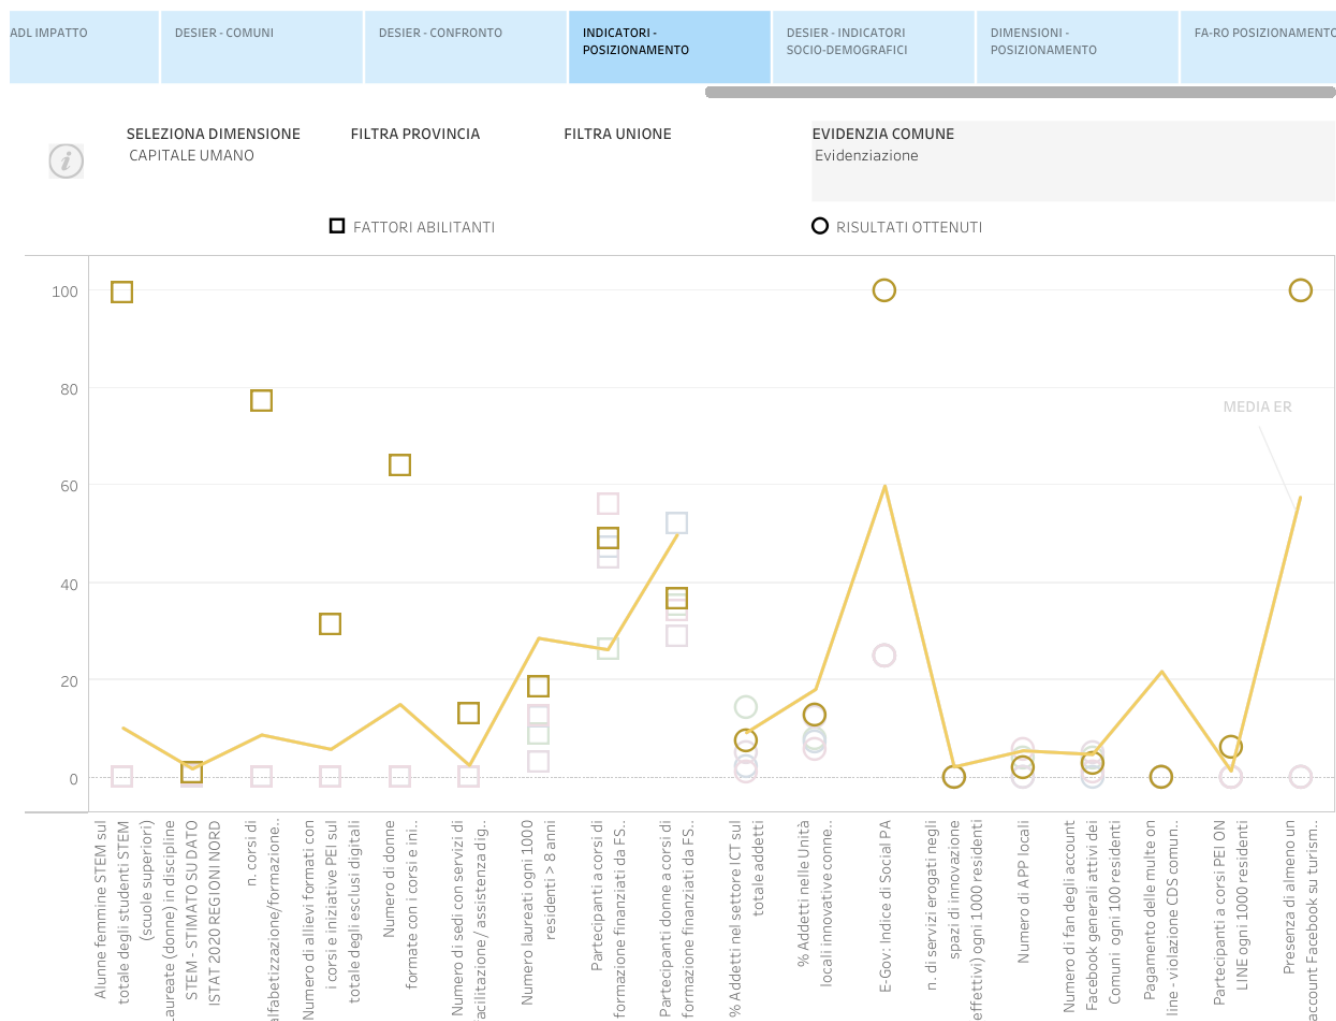 ADL IMPATTO
DESIER - COMUNI
DESIER - CONFRONTO
INDICATORI -
POSIZIONAMENTO
DESIER - INDICATORI
SOCIO-DEMOGRAFICI
DIMENSIONI -
POSIZIONAMENTO
FA-RO POSIZIONAMENTO
i
SELEZIONA DIMENSIONE
CAPITALE UMANO
FILTRA PROVINCIA
FILTRA UNIONE
EVIDENZIA COMUNE
Evidenziazione
FATTORI ABILITANTI
RISULTATI OTTENUTI
100
80
60
40
20
0
MEDIA ER
Alunne femmine STEM sul
totale degli studenti STEM
(scuole superiori)
Laureate (donne) in discipline
STEM - STIMATO SU DATO
ISTAT 2020 REGIONI NORD
n. corsi di
alfabetizzazione/formazione..
Numero di allievi formati con
i corsi e iniziative PEI sul
totale degli esclusi digitali
Numero di donne
formate con i corsi e ini..
Numero di sedi con servizi di
facilitazione/ assistenza dig..
Numero laureati ogni 1000
residenti > 8 anni
Partecipanti a corsi di
formazione finanziati da FS..
Partecipanti donne a corsi di
formazione finanziati da FS..
% Addetti nel settore ICT sul
totale addetti
% Addetti nelle Unità
locali innovative conne..
E-Gov: Indice di Social PA
n. di servizi erogati negli
spazi di innovazione
effettivi) ogni 1000 residenti
Numero di APP locali
Numero di fan degli account
Facebook generali attivi dei
Comuni ogni 100 residenti
Pagamento delle multe on
line - violazione CDS comun..
Partecipanti a corsi PEI ON
LINE ogni 1000 residenti
Presenza di almeno un
account Facebook su turism..